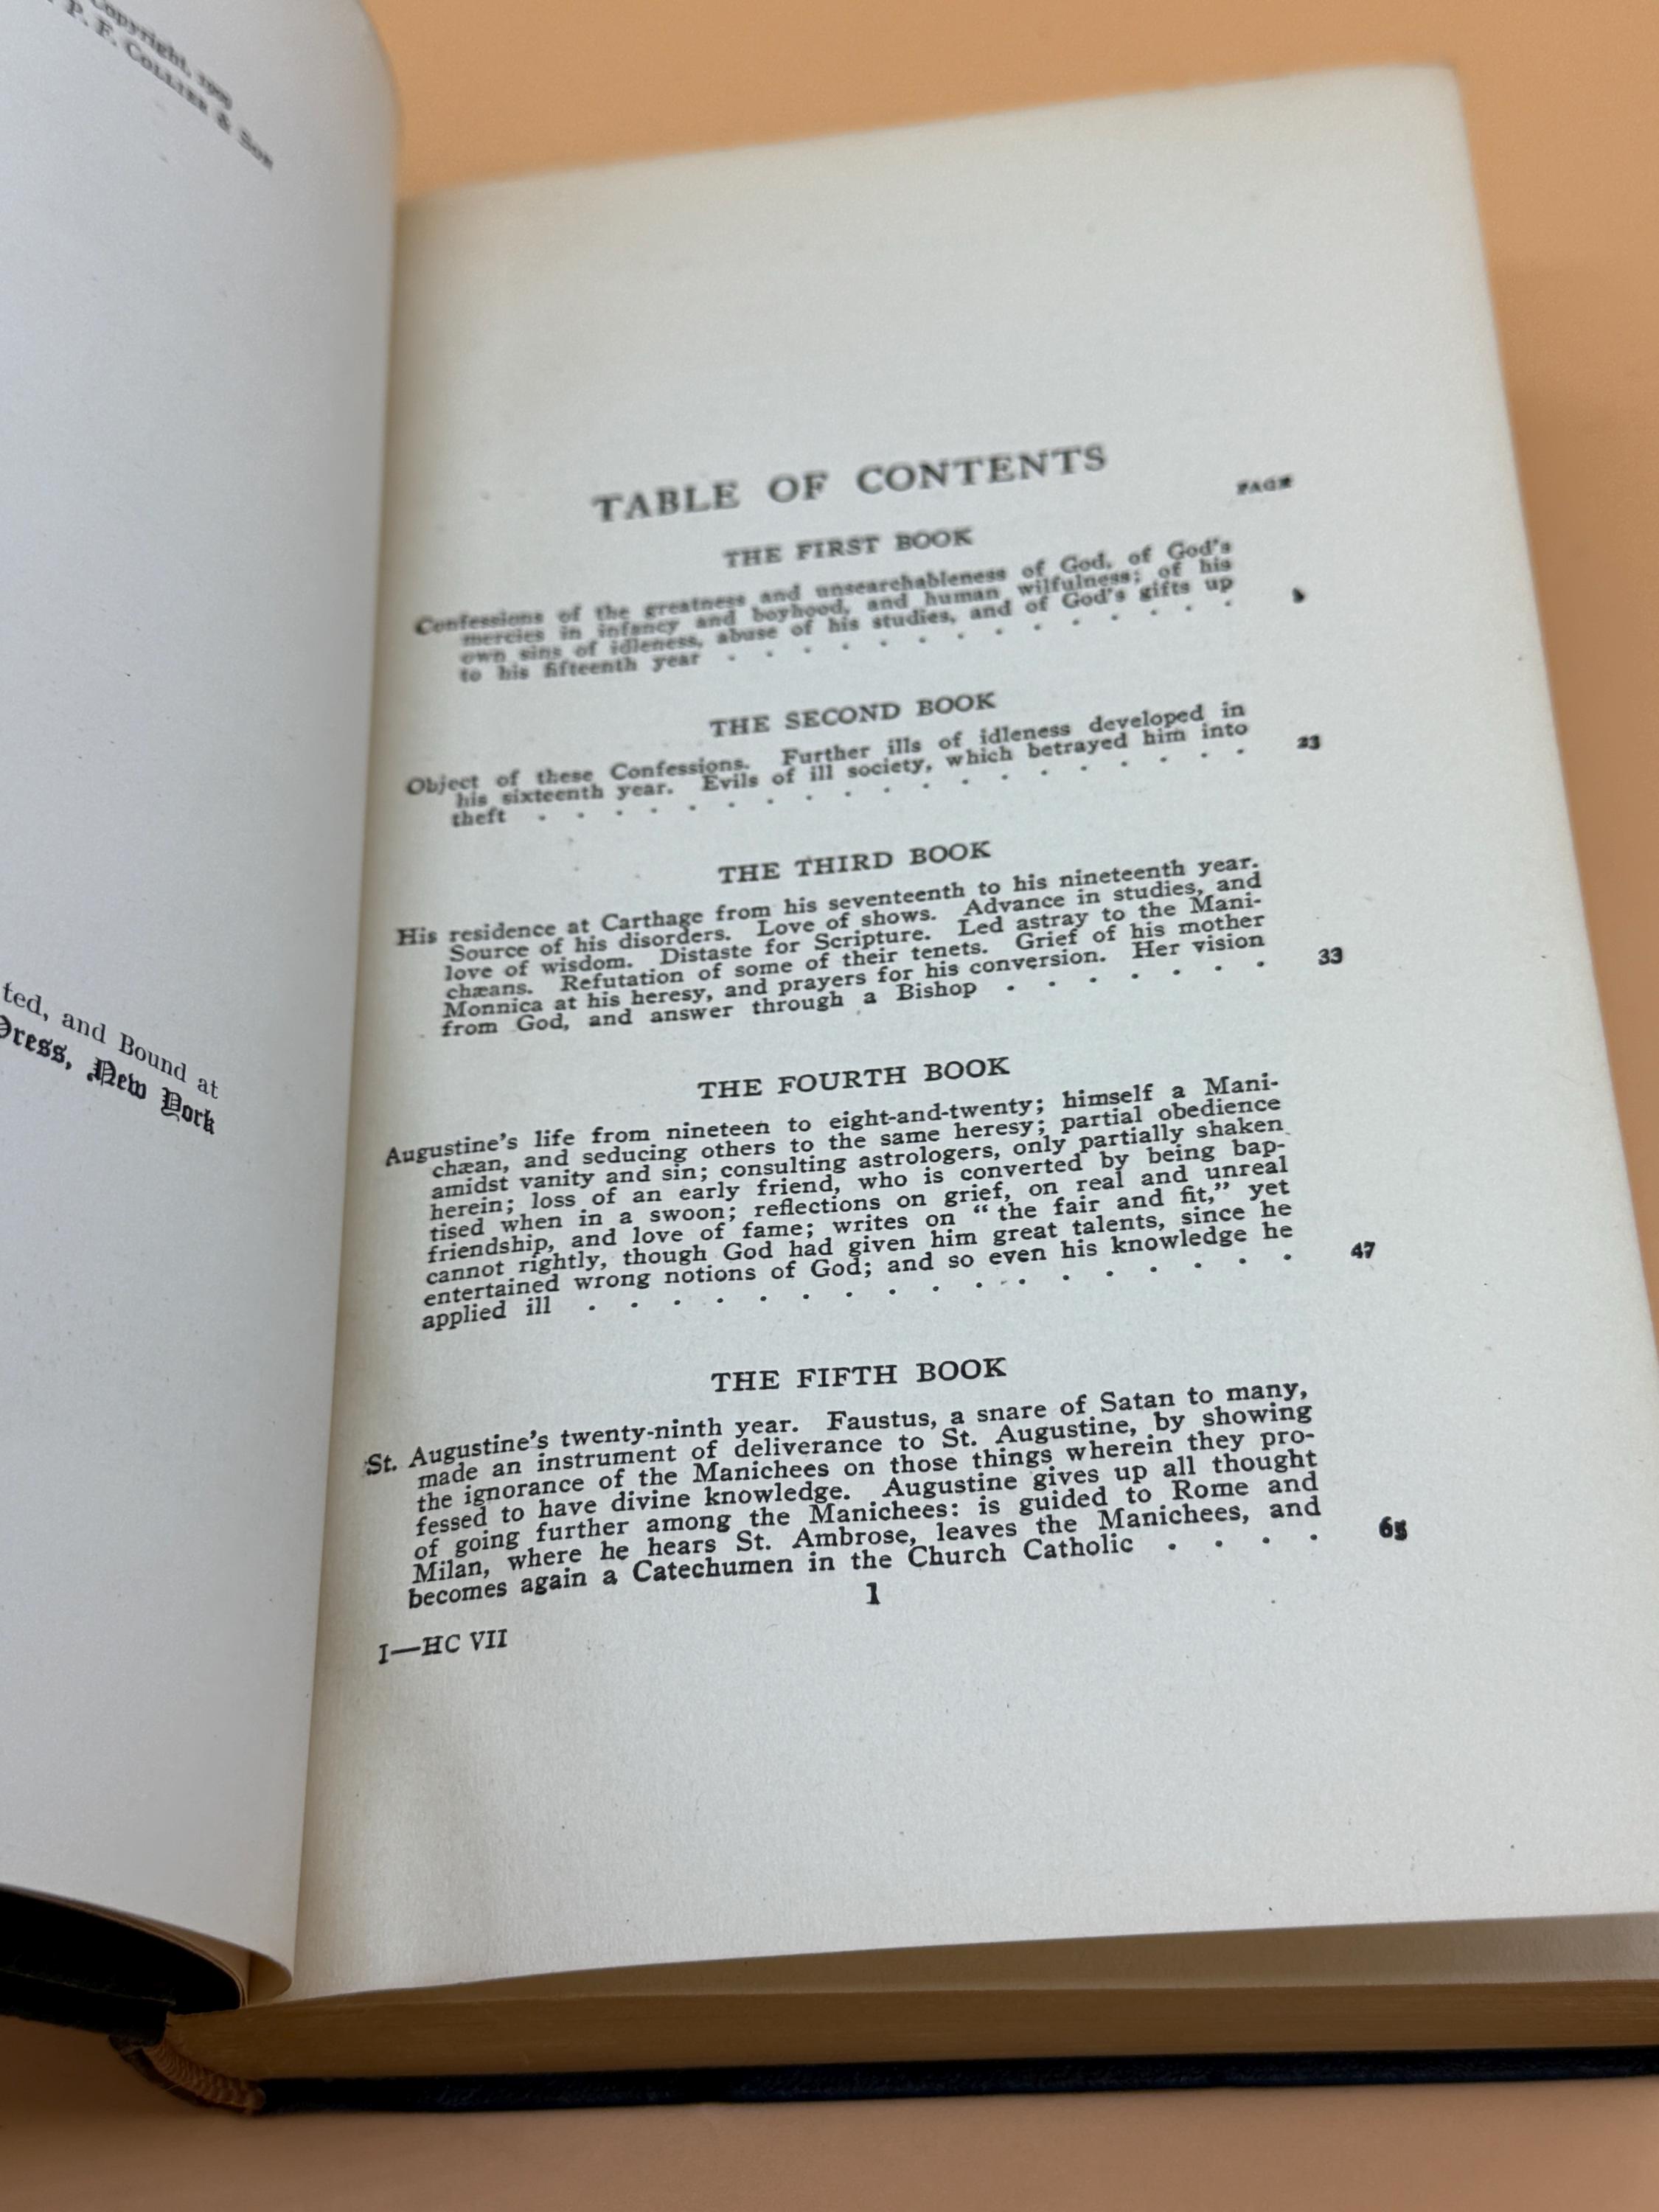 Copyright, 1909
P. F. Collier & Son
ted, and Bound at
Press, New York
TABLE OF CONTENTS
PAGE
THE FIRST BOOK
Confessions of the greatness and unsearchableness of God, of God's
mercies in infancy and boyhood, and human wilfulness; of his
own sins of idleness, abuse of his studies, and of God's gifts up
to his fifteenth year . . . . . . . . . . . . . . 5
THE SECOND BOOK
Object of these Confessions. Further ills of idleness developed in
his sixteenth year. Evils of ill society, which betrayed him into
theft . . . . . . . . . . . . . . . . . . . 23
THE THIRD BOOK
His residence at Carthage from his seventeenth to his nineteenth year.
Source of his disorders. Love of shows. Advance in studies, and
love of wisdom. Distaste for Scripture. Led astray to the Mani-
chæans. Refutation of some of their tenets. Grief of his mother
Monnica at his heresy, and prayers for his conversion. Her vision
from God, and answer through a Bishop . . . . . . . 33
THE FOURTH BOOK
Augustine's life from nineteen to eight-and-twenty; himself a Mani-
chæan, and seducing others to the same heresy; partial obedience
amidst vanity and sin; consulting astrologers, only partially shaken
herein; loss of an early friend, who is converted by being bap-
tised when in a swoon; reflections on grief, on real and unreal
friendship, and love of fame; writes on “the fair and fit,” yet
cannot rightly, though God had given him great talents, since he
entertained wrong notions of God; and so even his knowledge he
applied ill . . . . . . . . . . . . . . . . . 47
THE FIFTH BOOK
St. Augustine's twenty-ninth year. Faustus, a snare of Satan to many,
made an instrument of deliverance to St. Augustine, by showing
the ignorance of the Manichees on those things wherein they pro-
fessed to have divine knowledge. Augustine gives up all thought
of going further among the Manichees: is guided to Rome and
Milan, where he hears St. Ambrose, leaves the Manichees, and
becomes again a Catechumen in the Church Catholic . . . . 65
1
I—HC VII